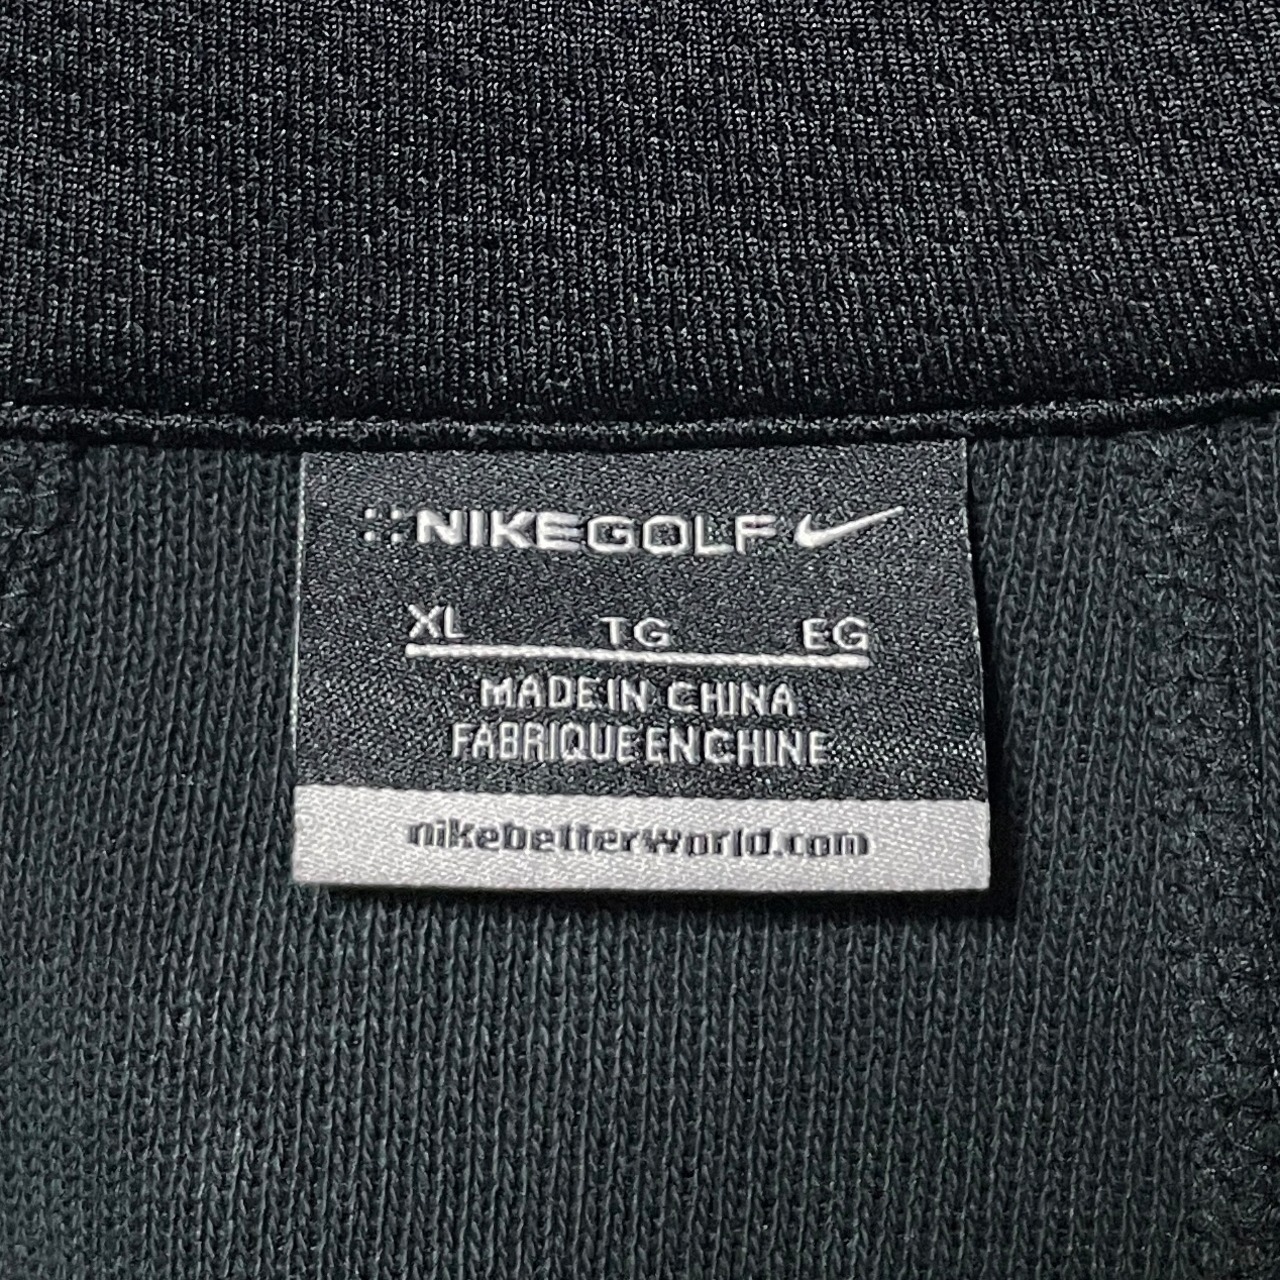 NIKEGOLF
XL TG EG
MADE IN CHINA
FABRIQUE EN CHINE
nikebetterworld.com